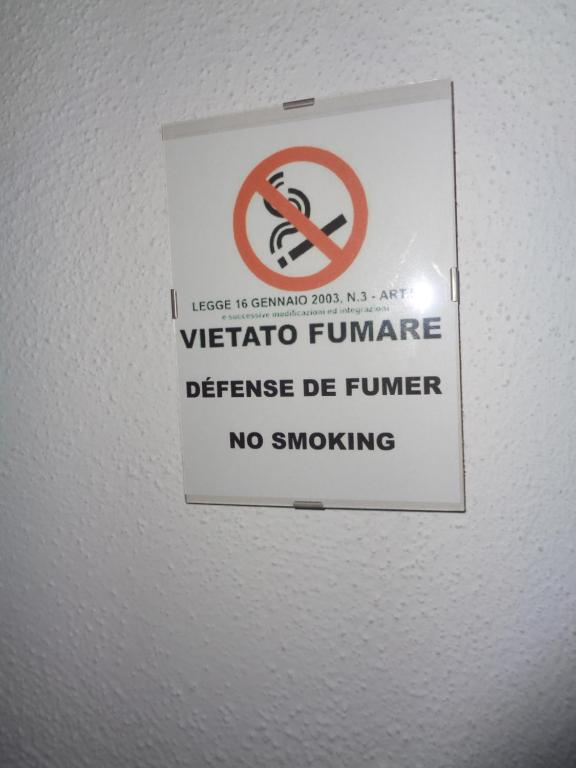 LEGGE 16 GENNAIO 2003, N.3 - ART.
e successive modificazioni ed integrazioni
VIETATO FUMARE
DÉFENSE DE FUMER
NO SMOKING